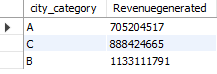 city_category Revenuegenerated
A 705204517
C 888424665
B 1133111791